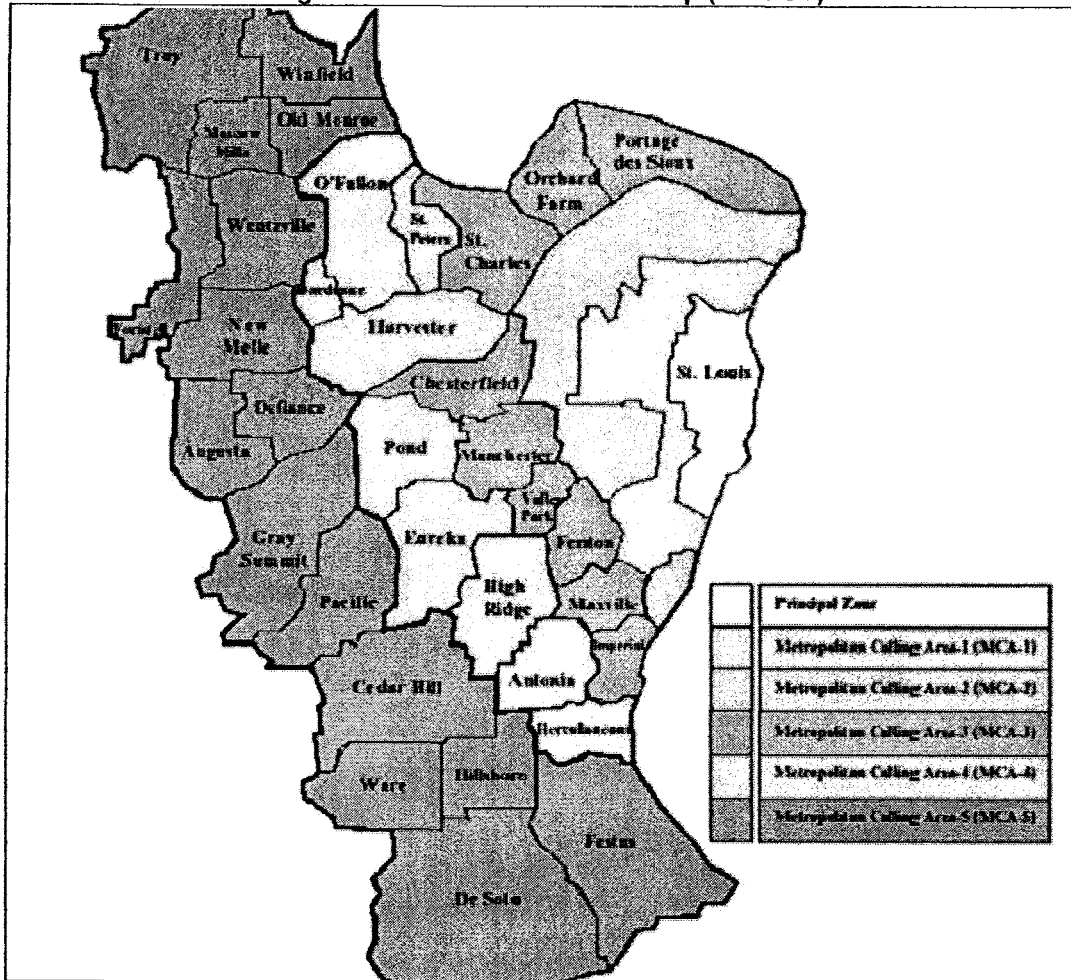 Troy
Winfield
Old Monroe
Moscow
Mills
O'Fallon
Portage
des Sioux
Orchard
Farm
St.
Peters
St.
Charles
Wentzville
Harvester
New
Melle
St. Louis
Chesterfield
Defiance
Augusta
Pond
Manchester
Valley
Park
Gray
Summit
Eureka
Fenton
High
Ridge
Pacific
Maxville
Imperial
Cedar Hill
Antonia
Herculaneum
Hillsboro
Ware
Festus
De Soto
Principal Zone
Metropolitan Calling Area-1 (MCA-1)
Metropolitan Calling Area-2 (MCA-2)
Metropolitan Calling Area-3 (MCA-3)
Metropolitan Calling Area-4 (MCA-4)
Metropolitan Calling Area-5 (MCA-5)